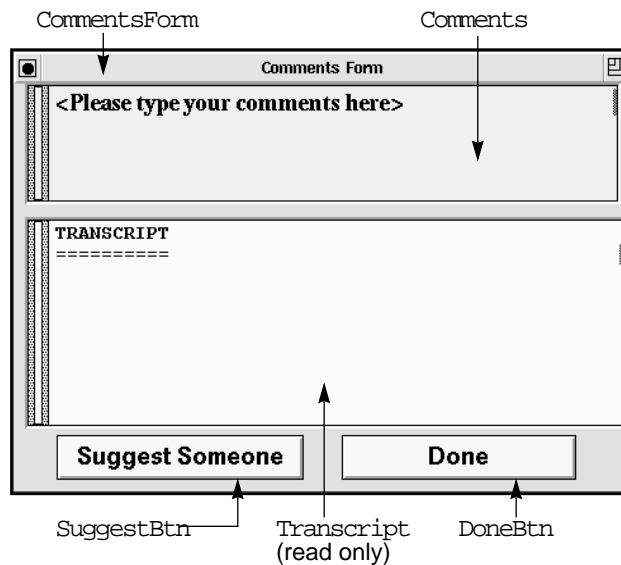 CommentsForm
Comments
Comments Form
<Please type your comments here>
TRANSCRIPT
==========
Suggest Someone
Done
SuggestBtn
Transcript
(read only)
DoneBtn